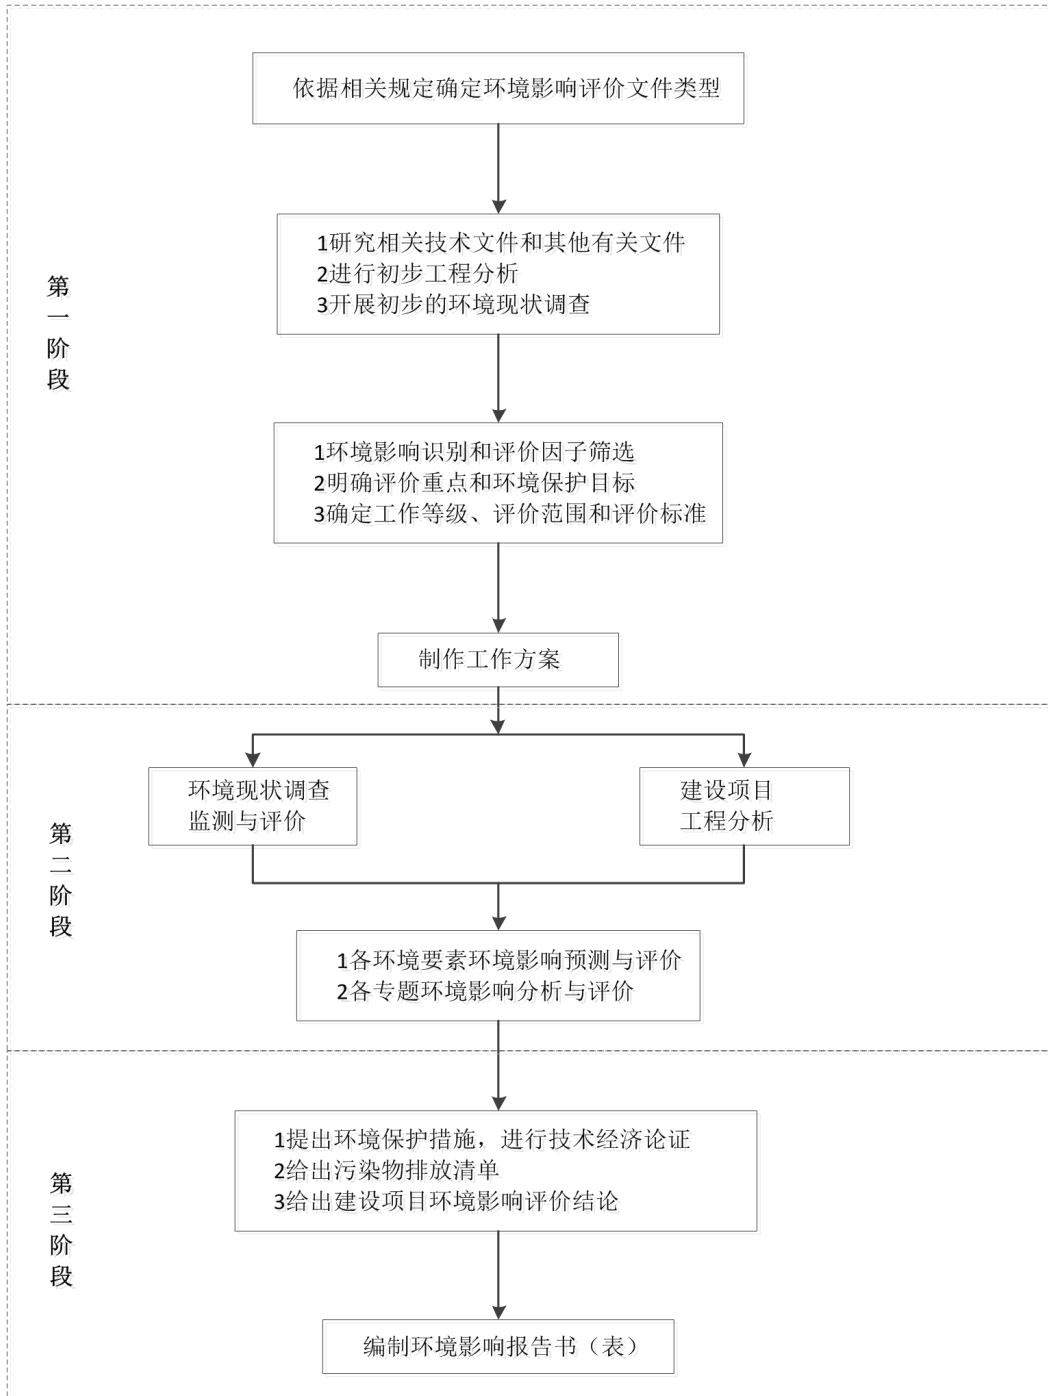 依据相关规定确定环境影响评价文件类型
1研究相关技术文件和其他有关文件
2进行初步工程分析
3开展初步的环境现状调查
第一阶段
1环境影响识别和评价因子筛选
2明确评价重点和环境保护目标
3确定工作等级、评价范围和评价标准
制作工作方案
环境现状调查
监测与评价
建设项目
工程分析
第二阶段
1各环境要素环境影响预测与评价
2各专题环境影响分析与评价
1提出环境保护措施，进行技术经济论证
2给出污染物排放清单
3给出建设项目环境影响评价结论
第三阶段
编制环境影响报告书（表）